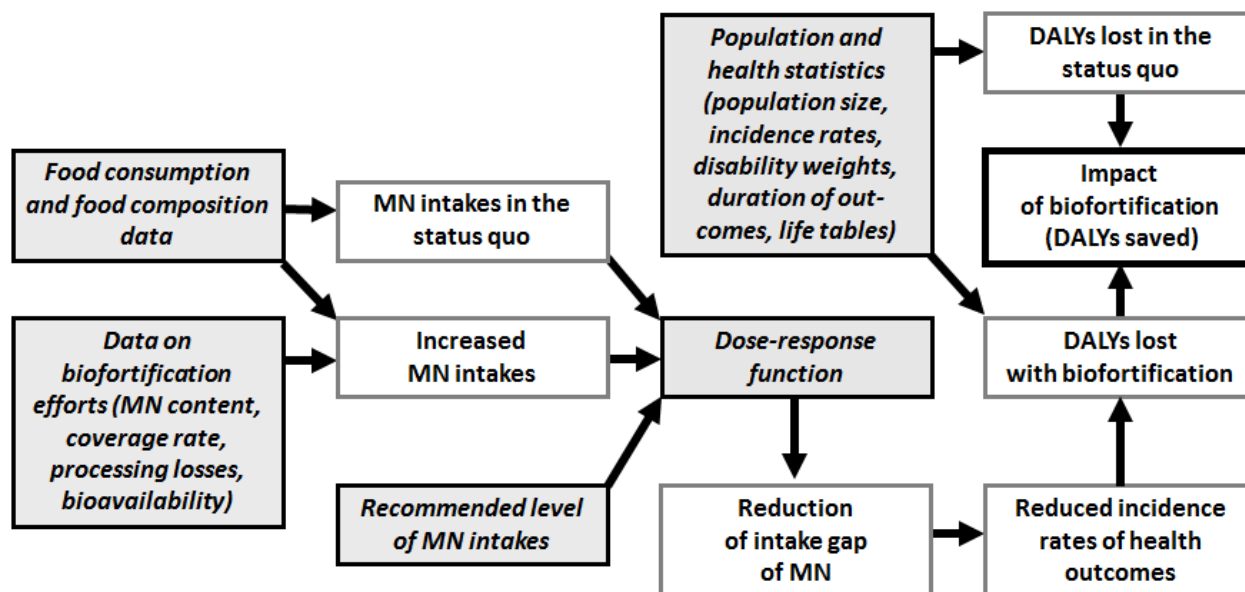 Food consumption
and food composition
data
Data on
biofortification
efforts (MN content,
coverage rate,
processing losses,
bioavailability)
MN intakes in the
status quo
Increased
MN intakes
Recommended level
of MN intakes
Population and
health statistics
(population size,
incidence rates,
disability weights,
duration of out-
comes, life tables)
Dose-response
function
Reduction
of intake gap
of MN
DALYs lost in the
status quo
Impact
of biofortification
(DALYs saved)
DALYs lost
with biofortification
Reduced incidence
rates of health
outcomes